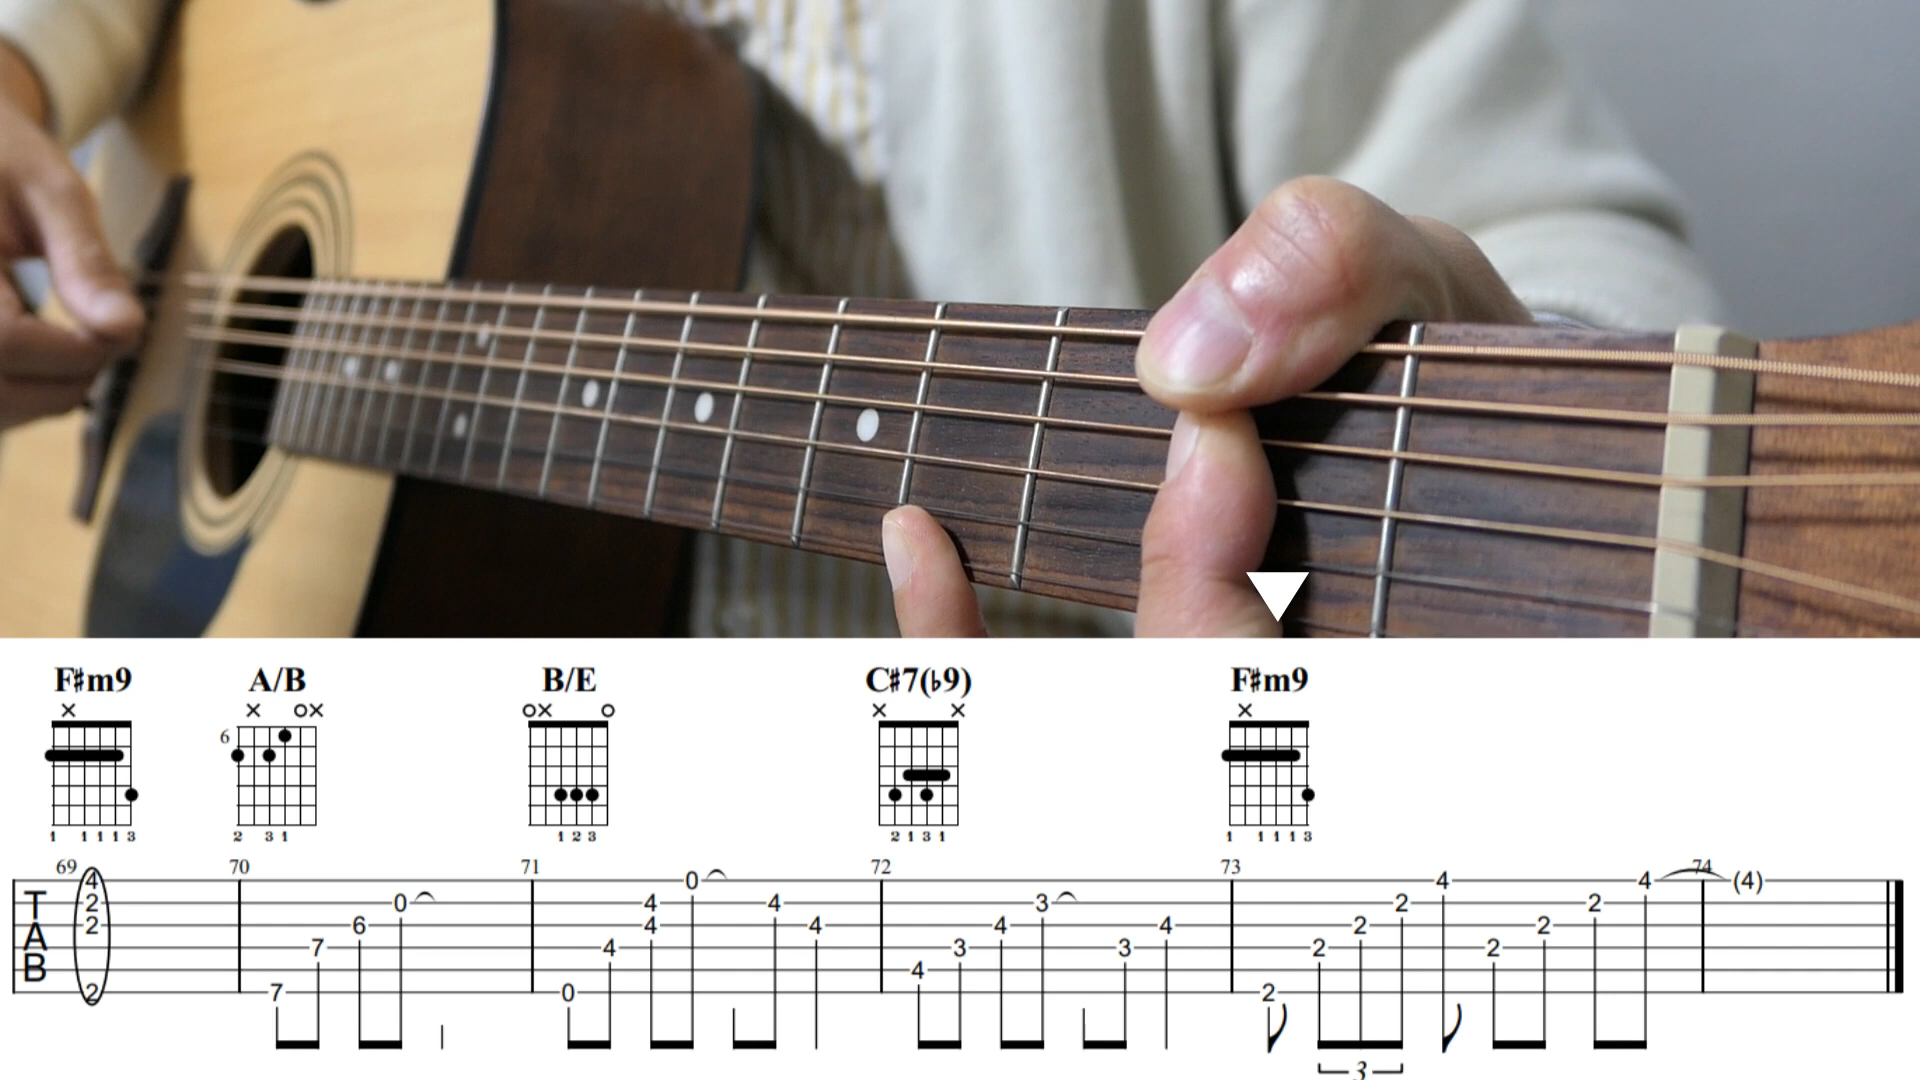 F♯m9 A/B B/E C♯7(♭9) F♯m9
× × ○× ○× ○ × × ×
6
1 1 1 1 3 2 3 1 1 2 3 2 1 3 1 1 1 1 1 3
69 70 71 72 73 74
4 0 4 4 (4)
T 2 0 4 4 3 2 2
A 2 6 4 4 4 4 2 2
7 4 3 3 2 2
B 4
2 7 0 2
3